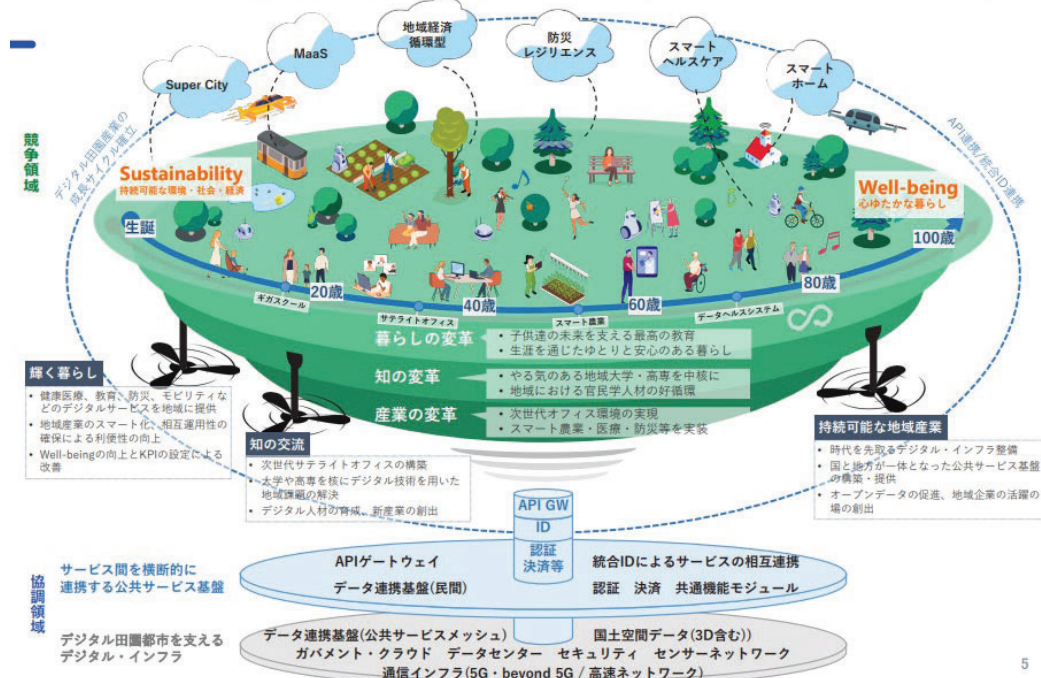 Super City
MaaS
地域経済
循環型
防災
レジリエンス
スマート
ヘルスケア
スマート
ホーム
競争領域
デジタル田園産業の
成長サイクル確立
API連携/統合ID連携
Sustainability
持続可能な環境・社会・経済
Well-being
心ゆたかな暮らし
生誕
20歳
40歳
60歳
80歳
100歳
ギガスクール
サテライトオフィス
スマート農業
データヘルスシステム
暮らしの変革
• 子供達の未来を支える最高の教育
• 生涯を通じたゆとりと安心のある暮らし
知の変革
• やる気のある地域大学・高専を中核に
• 地域における官民学人材の好循環
産業の変革
• 次世代オフィス環境の実現
• スマート農業・医療・防災等を実装
輝く暮らし
• 健康医療、教育、防災、モビリティな
どのデジタルサービスを地域に提供
• 地域産業のスマート化、相互運用性の
確保による利便性の向上
• Well-beingの向上とKPIの設定による
改善
知の交流
• 次世代サテライトオフィスの構築
• 大学や高専を核にデジタル技術を用いた
地域課題の解決
• デジタル人材の育成、新産業の創出
持続可能な地域産業
• 時代を先取るデジタル・インフラ整備
• 国と地方が一体となった公共サービス基盤
の構築・提供
• オープンデータの促進、地域企業の活躍の
場の創出
API GW
ID
認証
決済等
協調領域
サービス間を横断的に
連携する公共サービス基盤
APIゲートウェイ
統合IDによるサービスの相互連携
データ連携基盤(民間)
認証 決済 共通機能モジュール
デジタル田園都市を支える
デジタル・インフラ
データ連携基盤(公共サービスメッシュ)
国土空間データ(3D含む))
ガバメント・クラウド データセンター セキュリティ センサーネットワーク
通信インフラ(5G・beyond 5G / 高速ネットワーク)
5